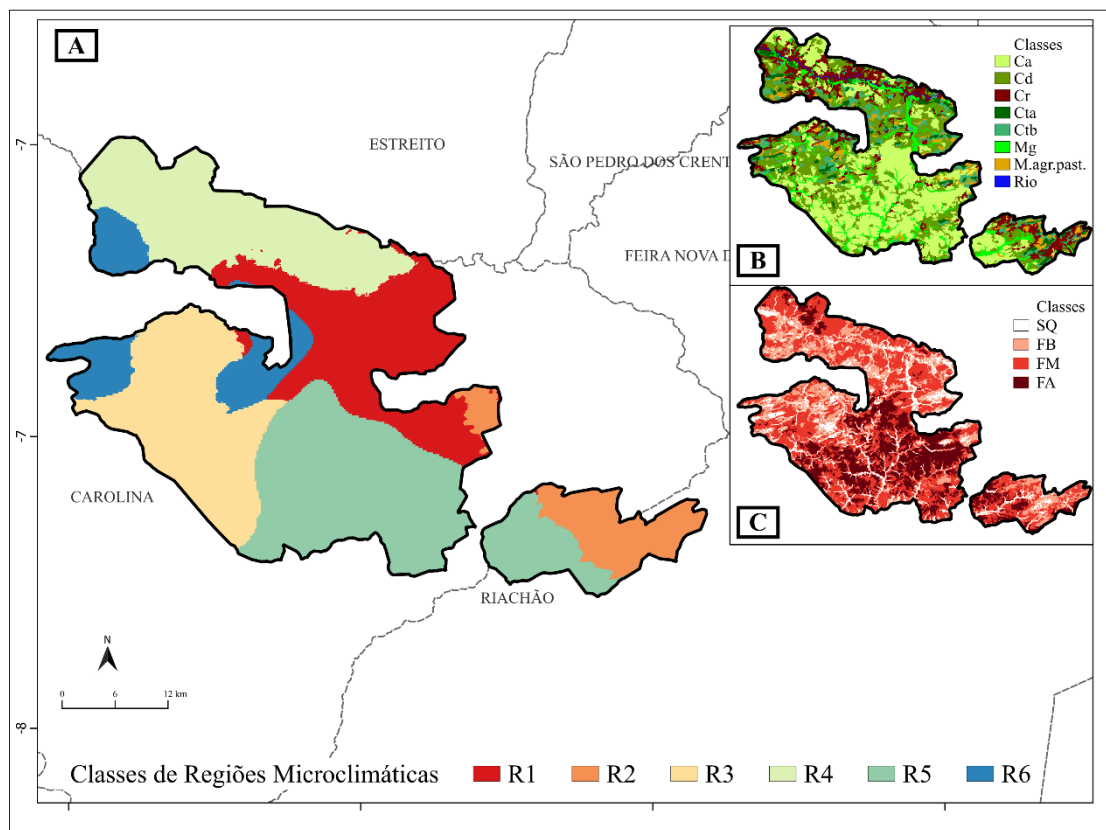 A
ESTREITO
SÃO PEDRO DOS CRENT
FEIRA NOVA D
CAROLINA
RIACHÃO
-7
-7
-8
N
0 6 12 km
Classes de Regiões Microclimáticas R1 R2 R3 R4 R5 R6
B
Classes
Ca
Cd
Cr
Cta
Ctb
Mg
M.agr.past.
Rio
C
Classes
SQ
FB
FM
FA